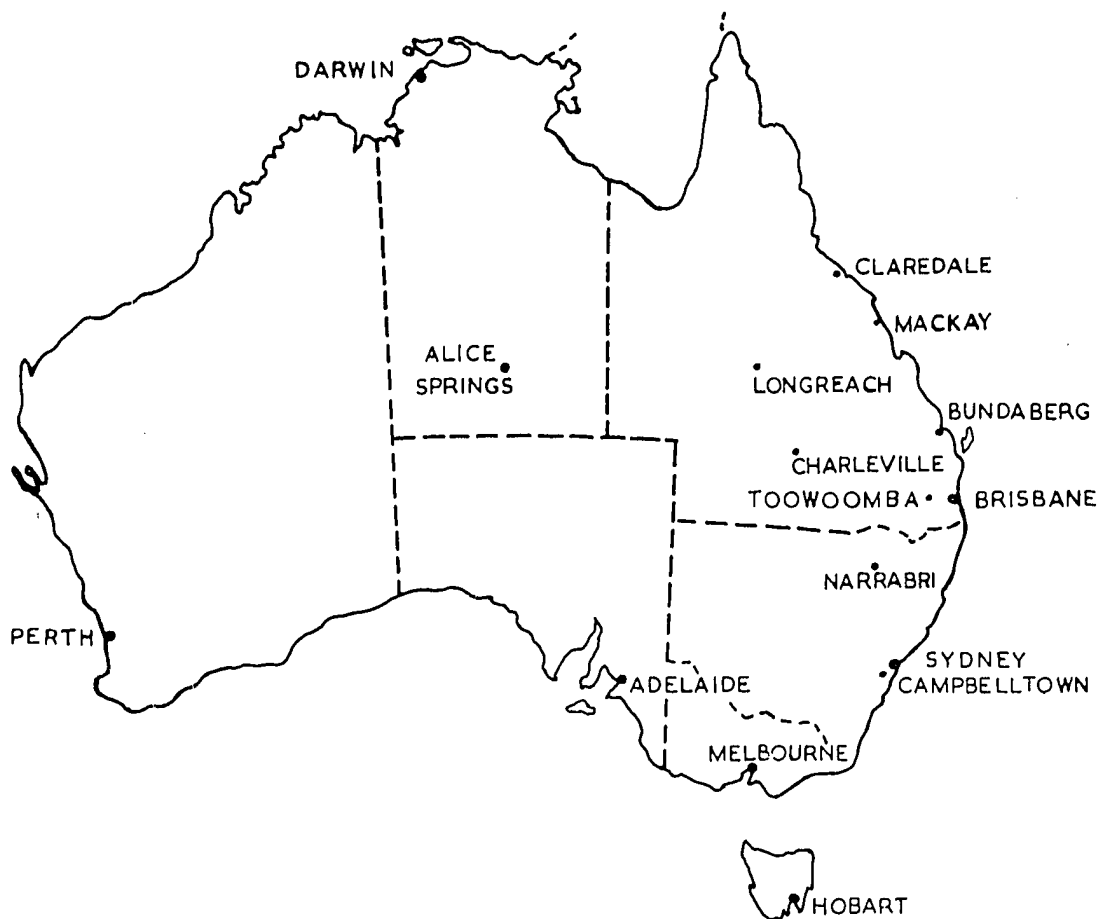 DARWIN
CLAREDALE
MACKAY
ALICE
SPRINGS
LONGREACH
BUNDABERG
CHARLEVILLE
TOOWOOMBA
BRISBANE
NARRABRI
PERTH
SYDNEY
CAMPBELLTOWN
ADELAIDE
MELBOURNE
HOBART